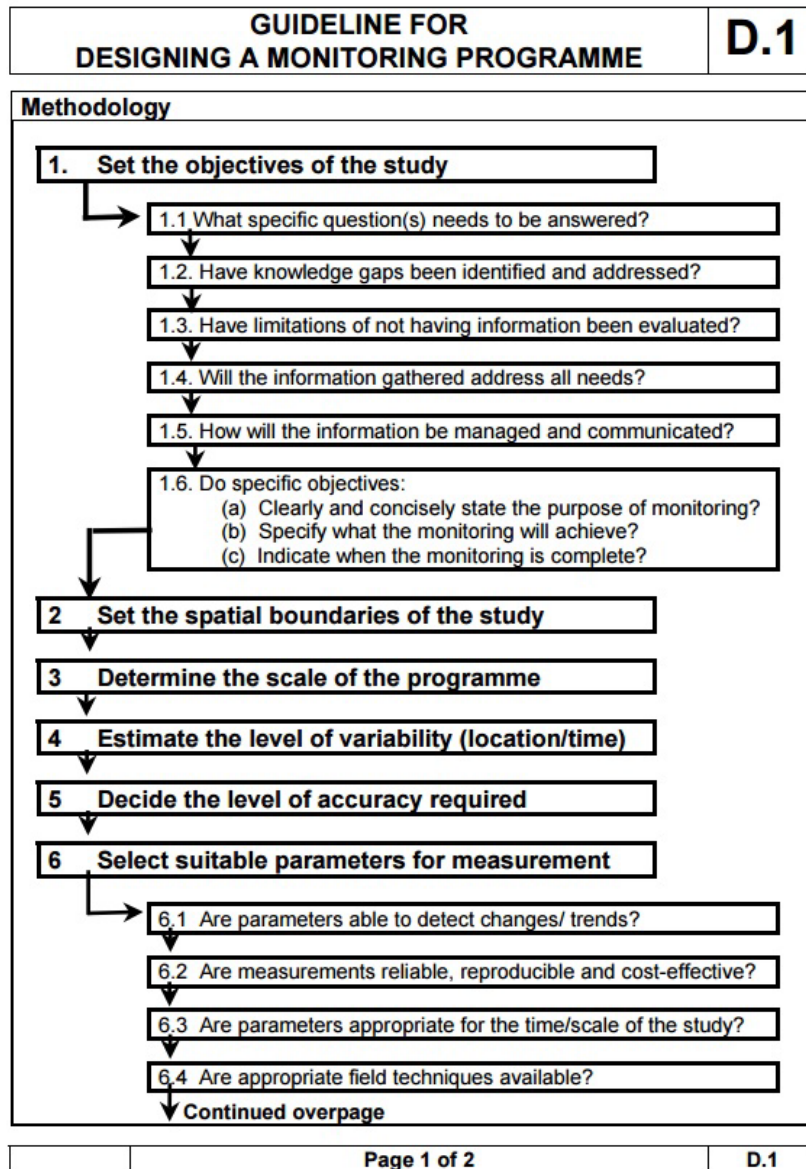 GUIDELINE FOR
DESIGNING A MONITORING PROGRAMME
D.1
Methodology
1. Set the objectives of the study
1.1 What specific question(s) needs to be answered?
1.2. Have knowledge gaps been identified and addressed?
1.3. Have limitations of not having information been evaluated?
1.4. Will the information gathered address all needs?
1.5. How will the information be managed and communicated?
1.6. Do specific objectives:
(a) Clearly and concisely state the purpose of monitoring?
(b) Specify what the monitoring will achieve?
(c) Indicate when the monitoring is complete?
2 Set the spatial boundaries of the study
3 Determine the scale of the programme
4 Estimate the level of variability (location/time)
5 Decide the level of accuracy required
6 Select suitable parameters for measurement
6.1 Are parameters able to detect changes/ trends?
6.2 Are measurements reliable, reproducible and cost-effective?
6.3 Are parameters appropriate for the time/scale of the study?
6.4 Are appropriate field techniques available?
Continued overpage
Page 1 of 2
D.1